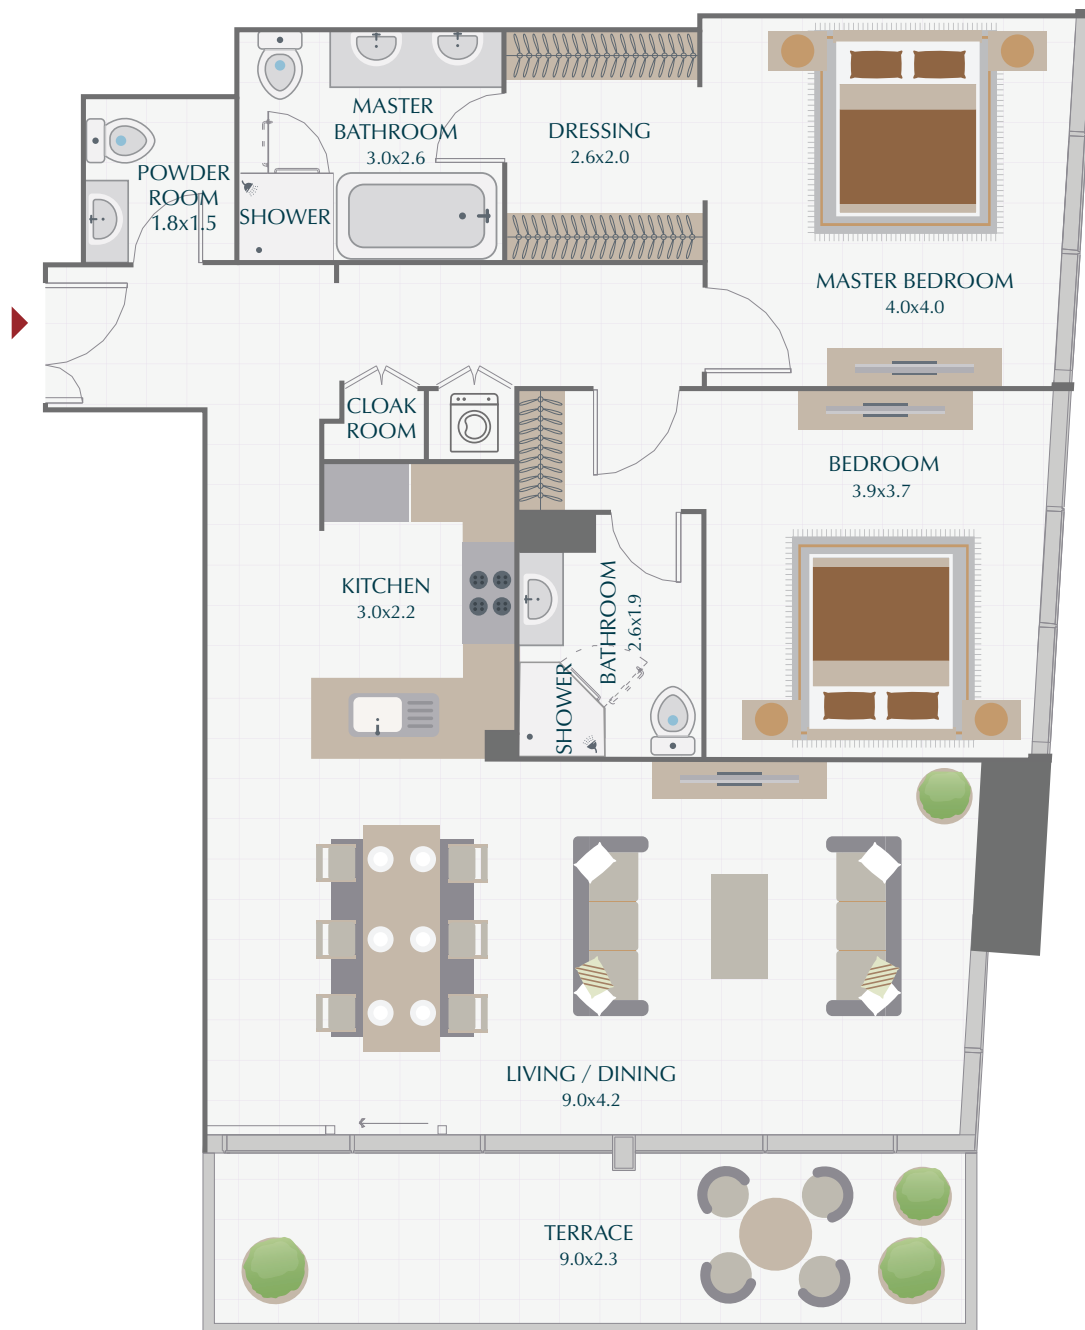 MASTER
BATHROOM
3.0x2.6
DRESSING
2.6x2.0
POWDER
ROOM
1.8x1.5
SHOWER
MASTER BEDROOM
4.0x4.0
CLOAK
ROOM
BEDROOM
3.9x3.7
KITCHEN
3.0x2.2
BATHROOM
2.6x1.9
SHOWER
LIVING / DINING
9.0x4.2
TERRACE
9.0x2.3